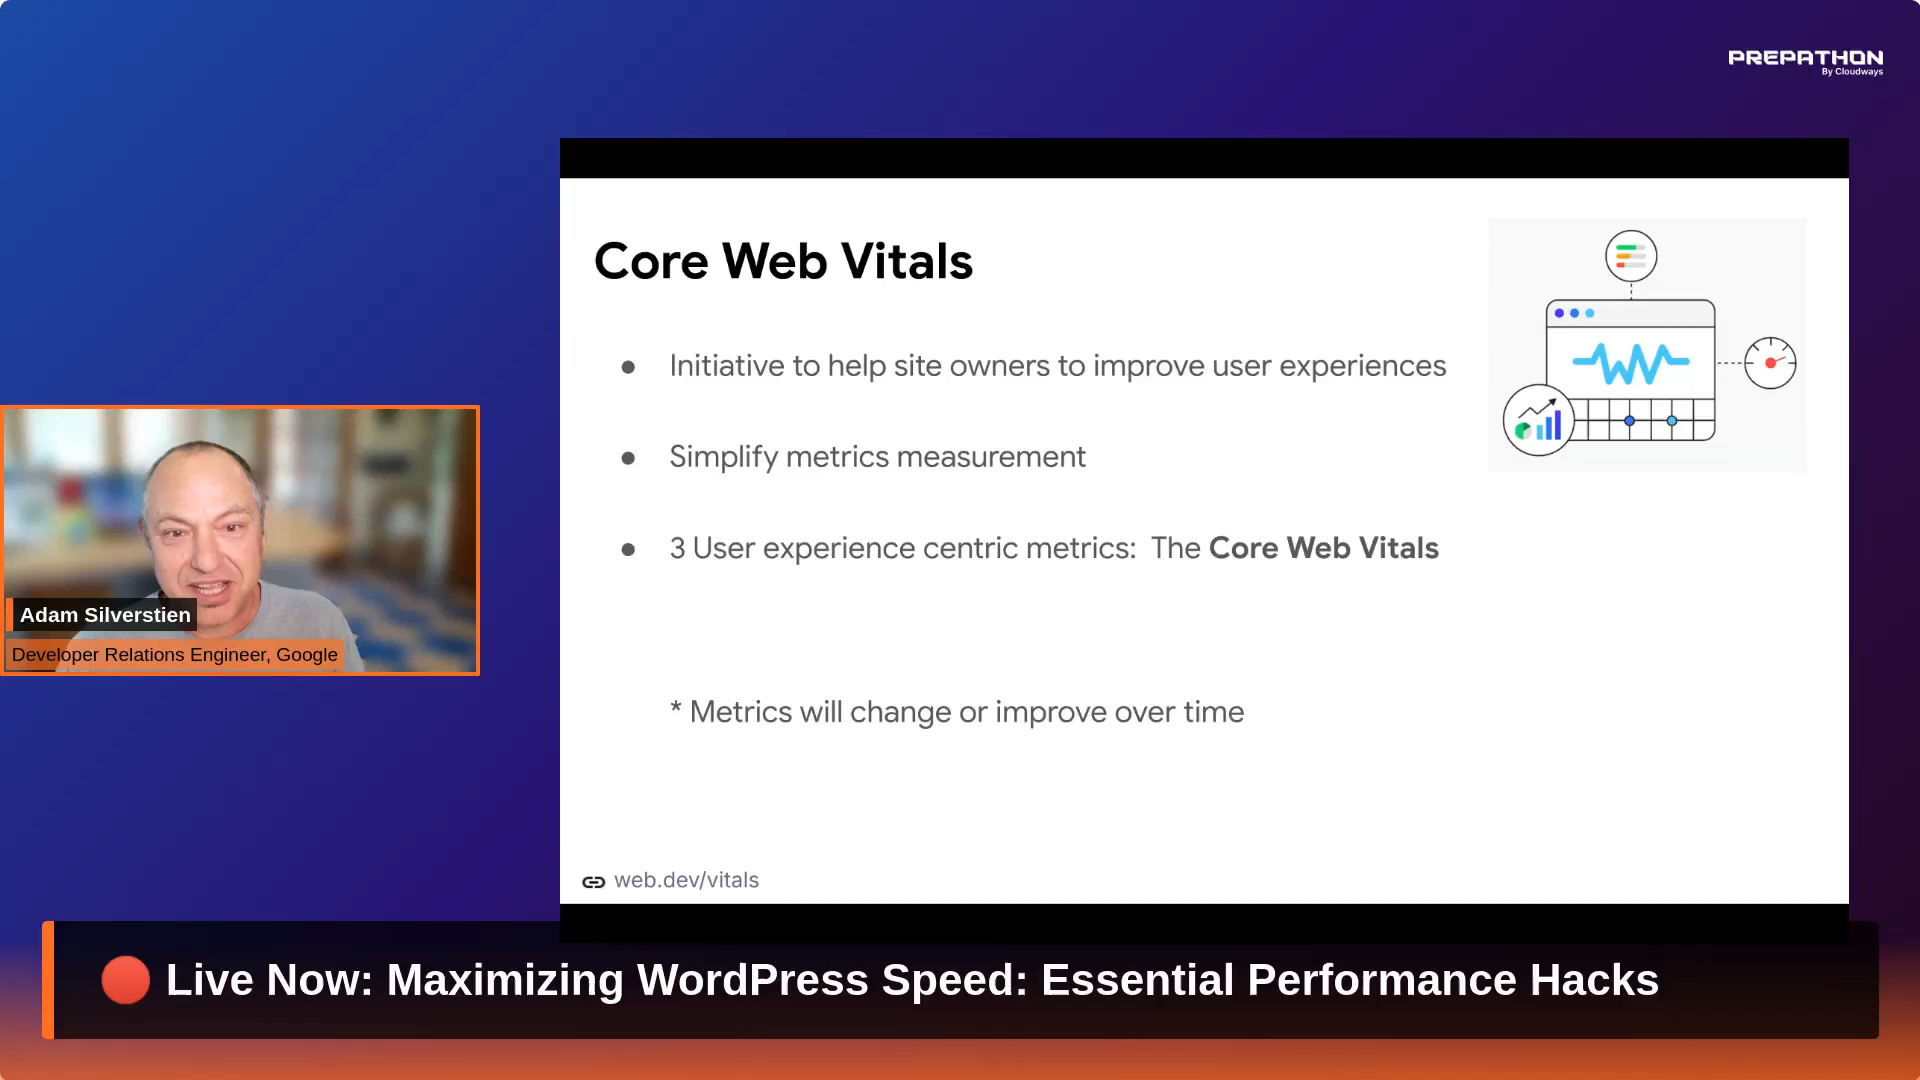 PREPATHON
By Cloudways
Core Web Vitals
● Initiative to help site owners to improve user experiences
● Simplify metrics measurement
● 3 User experience centric metrics: The Core Web Vitals
* Metrics will change or improve over time
web.dev/vitals
Adam Silverstien
Developer Relations Engineer, Google
Live Now: Maximizing WordPress Speed: Essential Performance Hacks